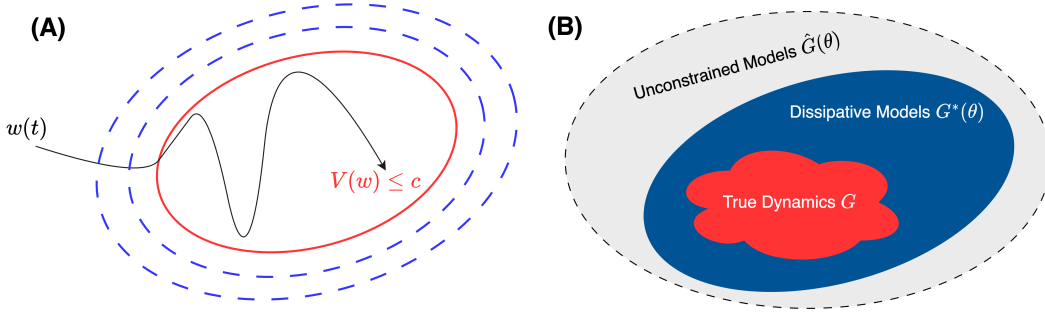 (A)
w(t)
V(w) ≤ c
(B)
Unconstrained Models Ĝ(θ)
Dissipative Models G*(θ)
True Dynamics G